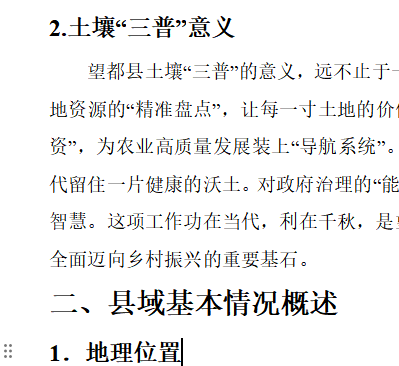 2.土壤“三普”意义
望都县土壤“三普”的意义，远不止于
地资源的“精准盘点”，让每一寸土地的价
资”，为农业高质量发展装上“导航系统”。
代留住一片健康的沃土。对政府治理的“能
智慧。这项工作功在当代，利在千秋，是
全面迈向乡村振兴的重要基石。
二、县域基本情况概述
1．地理位置